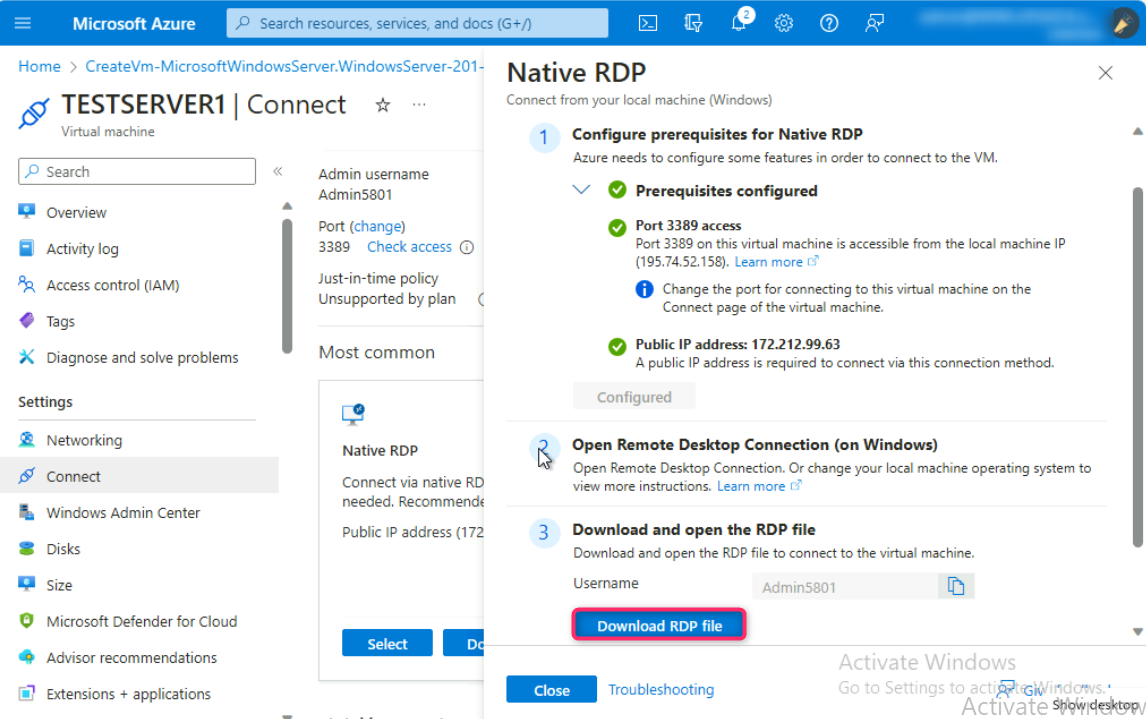 Microsoft Azure
Search resources, services, and docs (G+/)
2
Home > CreateVm-MicrosoftWindowsServer.WindowsServer-201-
TESTSERVER1 | Connect
Virtual machine
Search
Overview
Activity log
Access control (IAM)
Tags
Diagnose and solve problems
Settings
Networking
Connect
Windows Admin Center
Disks
Size
Microsoft Defender for Cloud
Advisor recommendations
Extensions + applications
Admin username
Admin5801
Port (change)
3389 Check access
Just-in-time policy
Unsupported by plan
Most common
Native RDP
Connect via native RD
needed. Recommende
Public IP address (172
Select
Do
Native RDP
Connect from your local machine (Windows)
1 Configure prerequisites for Native RDP
Azure needs to configure some features in order to connect to the VM.
Prerequisites configured
Port 3389 access
Port 3389 on this virtual machine is accessible from the local machine IP
(195.74.52.158). Learn more
Change the port for connecting to this virtual machine on the
Connect page of the virtual machine.
Public IP address: 172.212.99.63
A public IP address is required to connect via this connection method.
Configured
2 Open Remote Desktop Connection (on Windows)
Open Remote Desktop Connection. Or change your local machine operating system to
view more instructions. Learn more
3 Download and open the RDP file
Download and open the RDP file to connect to the virtual machine.
Username
Admin5801
Download RDP file
Close
Troubleshooting
Activate Windows
Go to Settings to activate Windows.
Show desktop
Activate Window